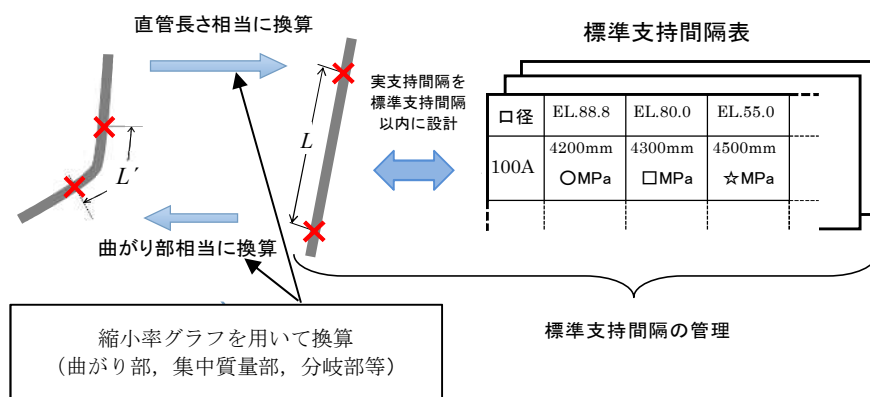 直管長さ相当に換算
標準支持間隔表
実支持間隔を
標準支持間隔
以内に設計
口径 EL.88.8 EL.80.0 EL.55.0
100A 4200mm 4300mm 4500mm
○MPa □MPa ☆MPa
L
L′
曲がり部相当に換算
縮小率グラフを用いて換算
（曲がり部，集中質量部，分岐部等）
標準支持間隔の管理